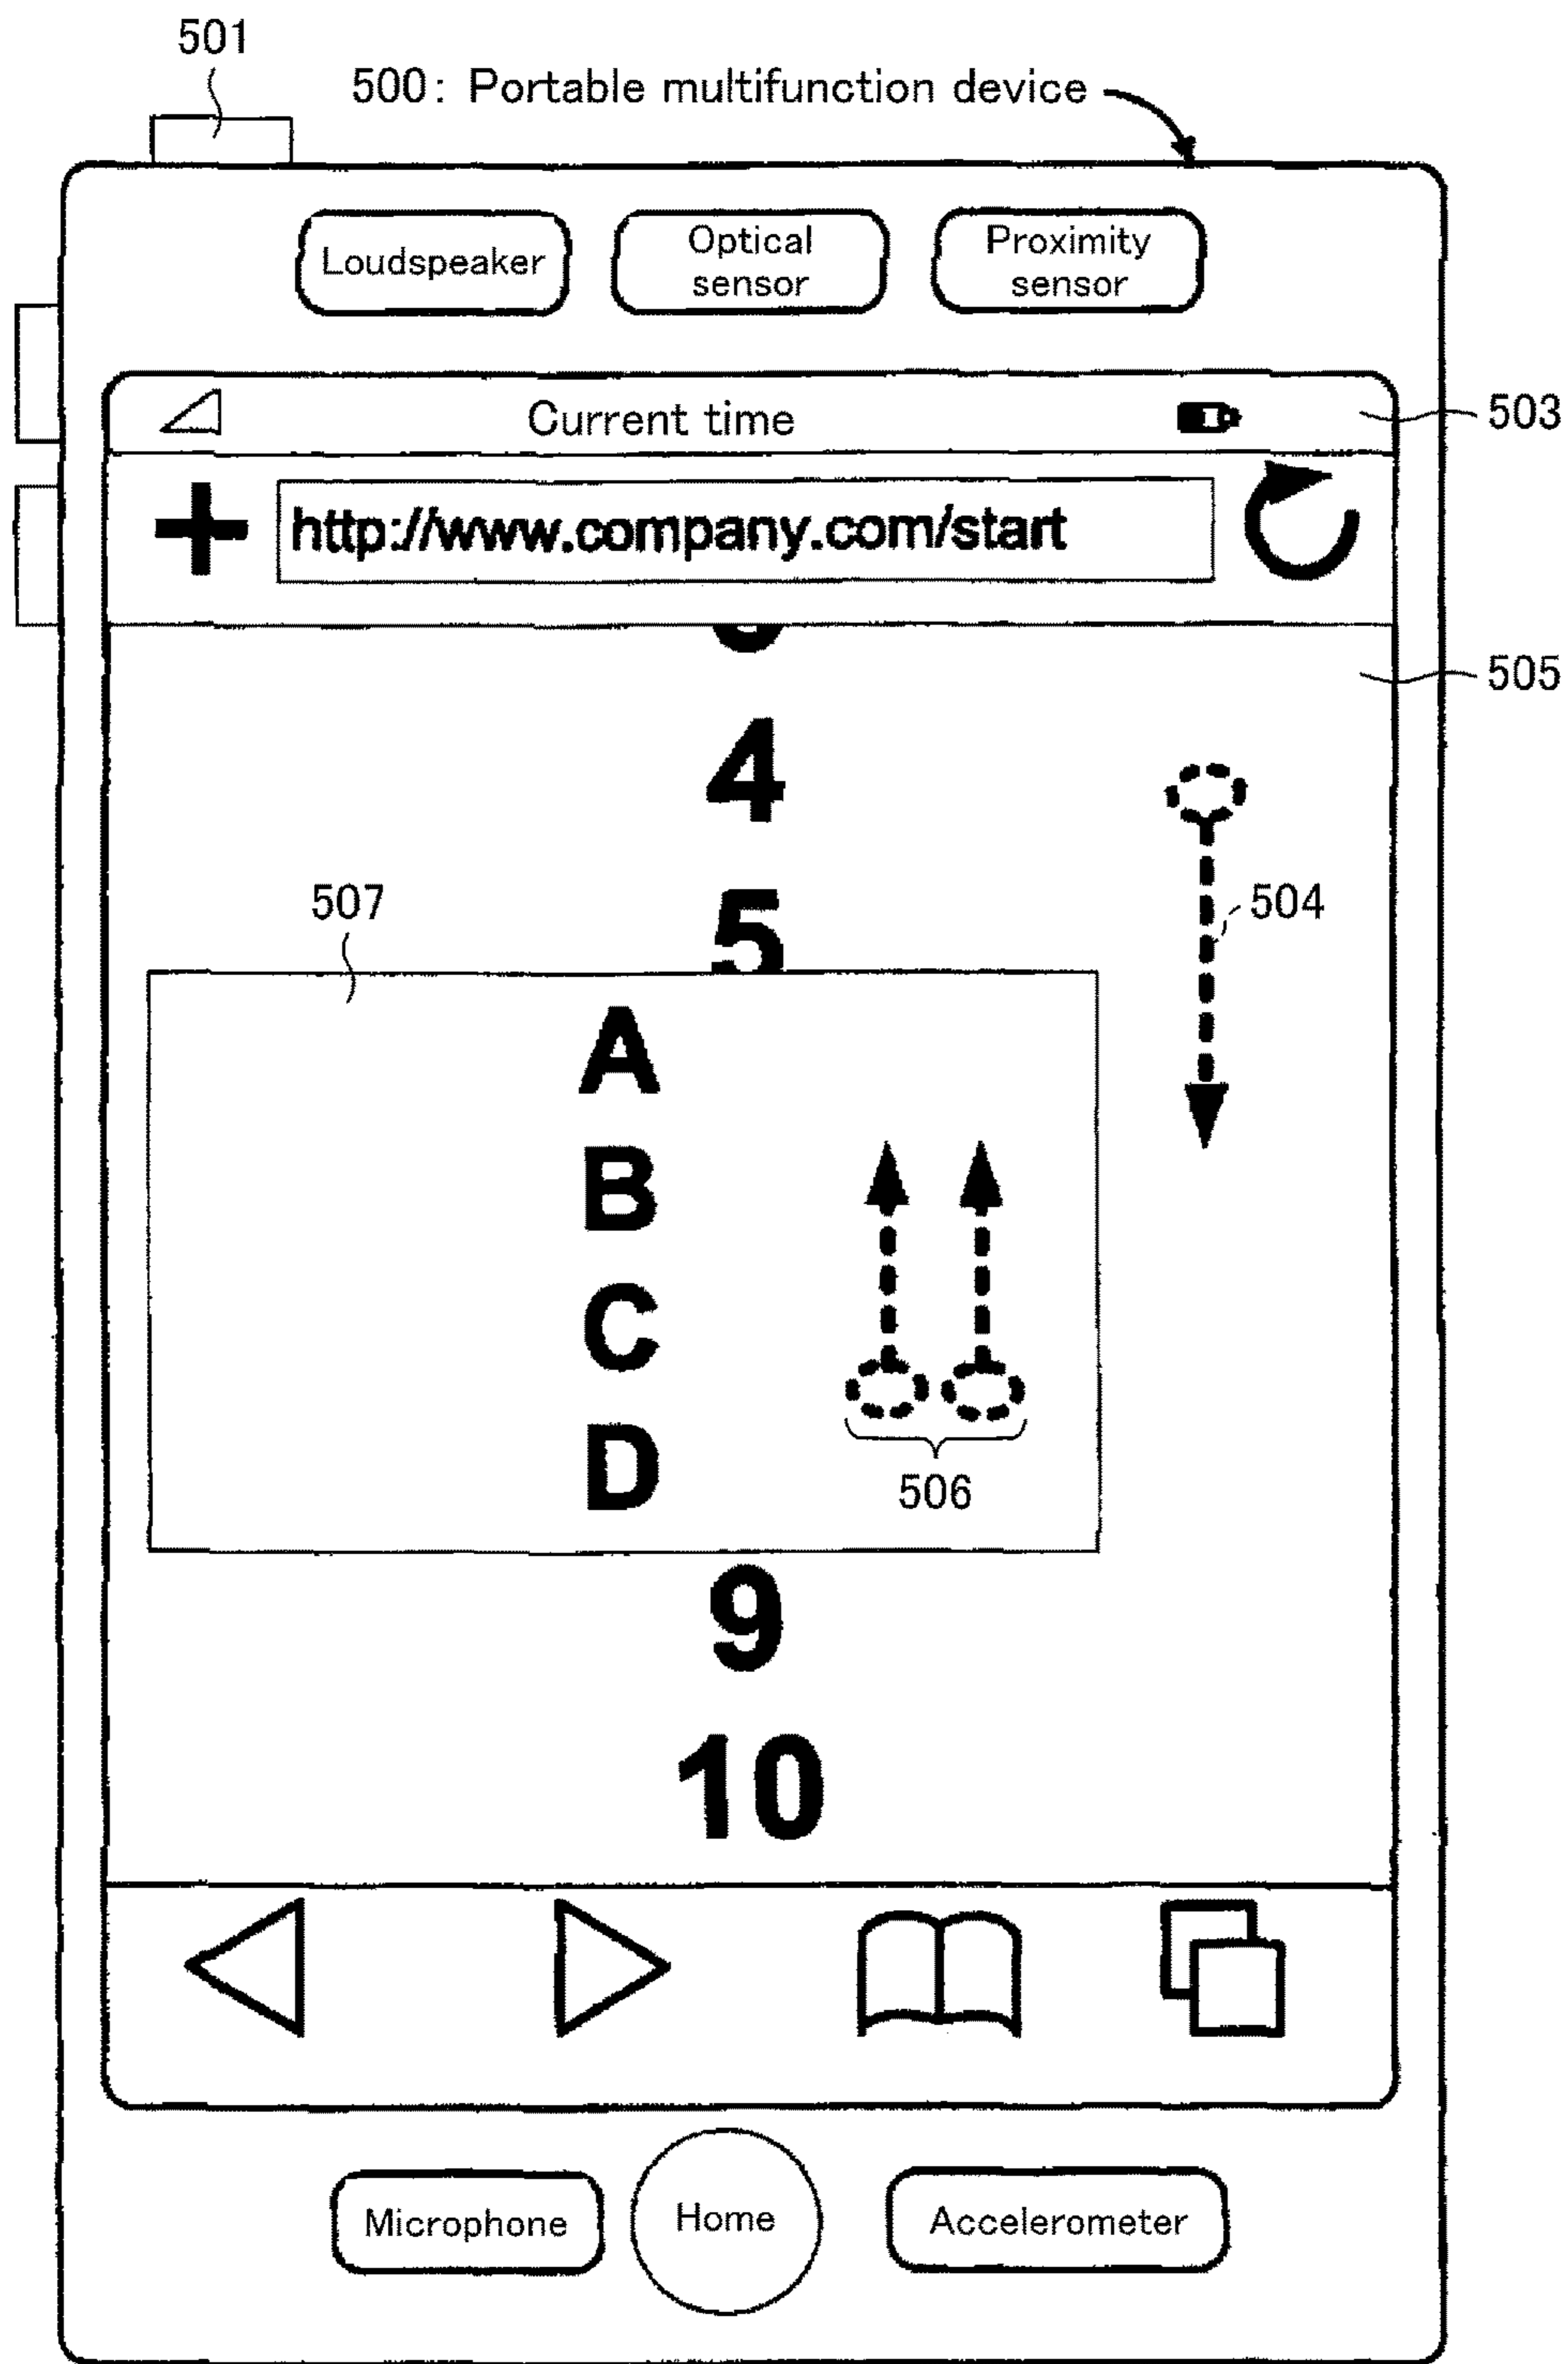 501
500: Portable multifunction device
Loudspeaker
Optical
sensor
Proximity
sensor
Current time
503
http://www.company.com/start
505
4
5
504
507
A
B
C
D
506
9
10
Microphone
Home
Accelerometer